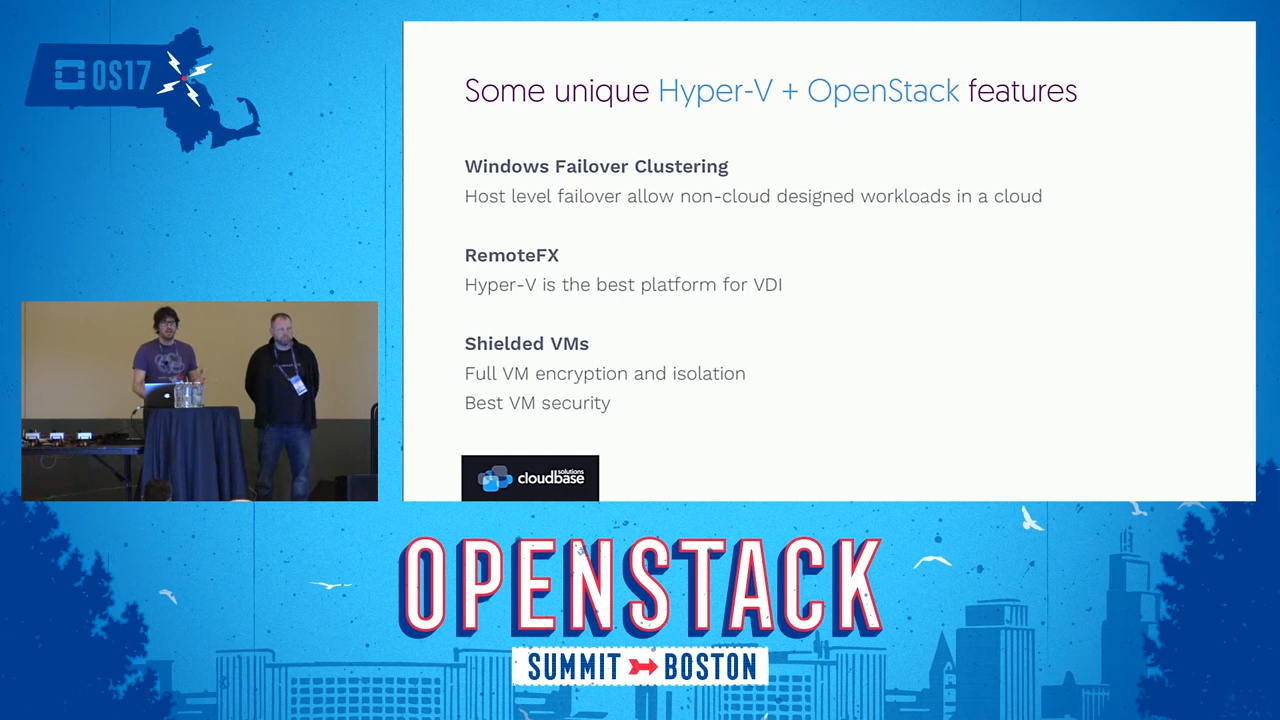 OS17
Some unique Hyper-V + OpenStack features
Windows Failover Clustering
Host level failover allow non-cloud designed workloads in a cloud
RemoteFX
Hyper-V is the best platform for VDI
Shielded VMs
Full VM encryption and isolation
Best VM security
cloudbase
solutions
OPENSTACK
SUMMIT BOSTON